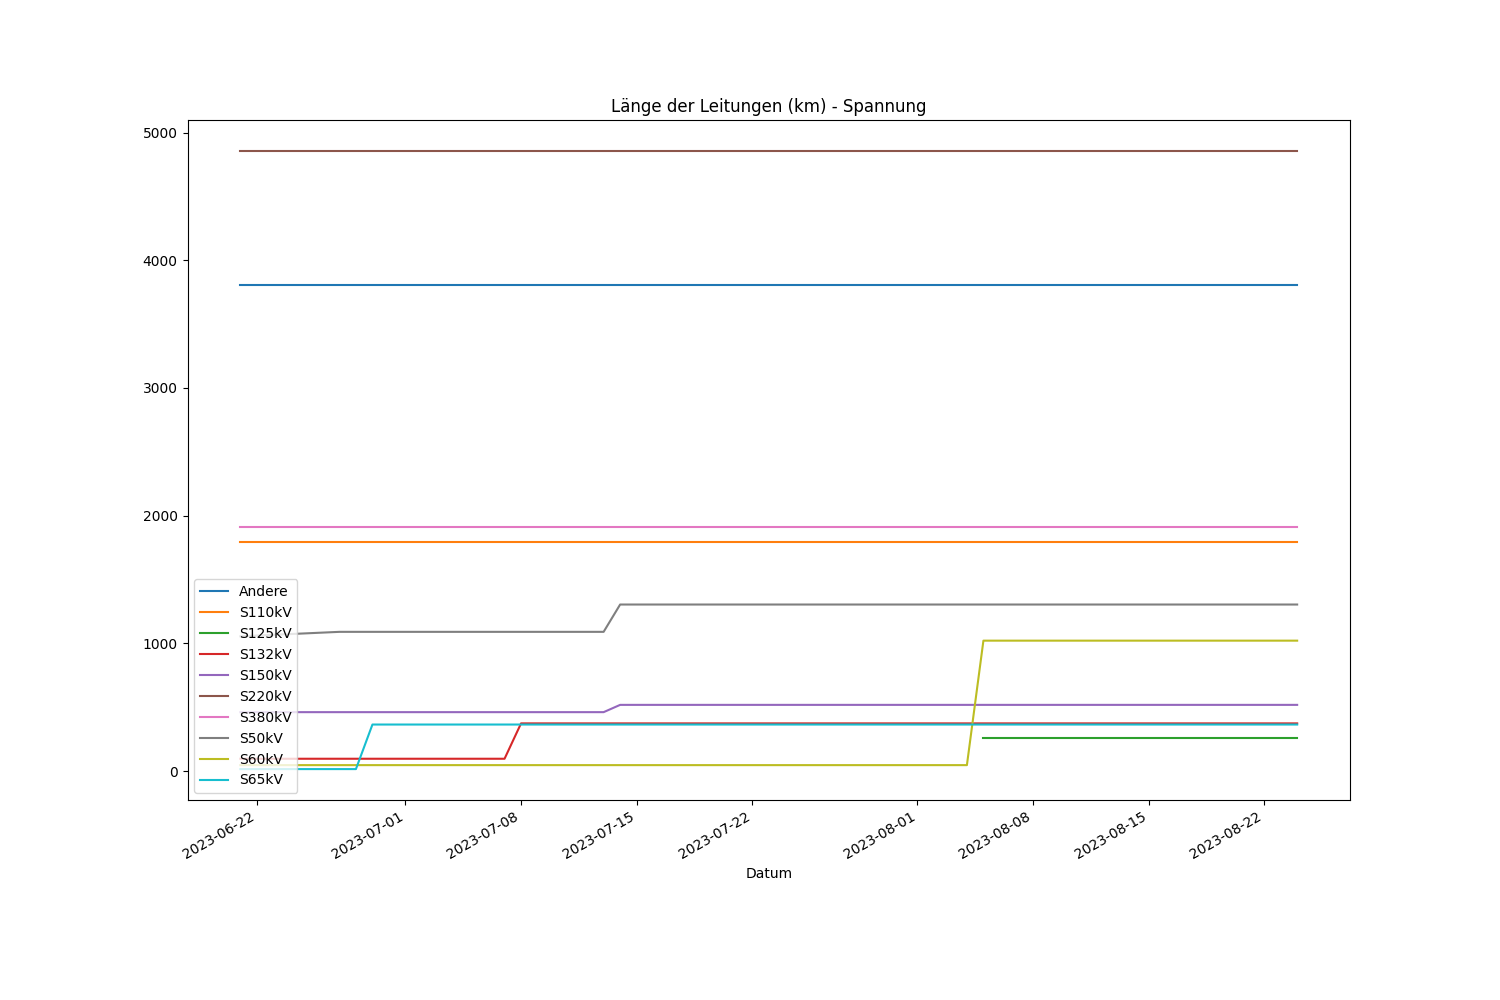 Länge der Leitungen (km) - Spannung
5000
4000
3000
2000
1000
0
Andere
S110kV
S125kV
S132kV
S150kV
S220kV
S380kV
S50kV
S60kV
S65kV
2023-06-22
2023-07-01
2023-07-08
2023-07-15
2023-07-22
2023-08-01
2023-08-08
2023-08-15
2023-08-22
Datum